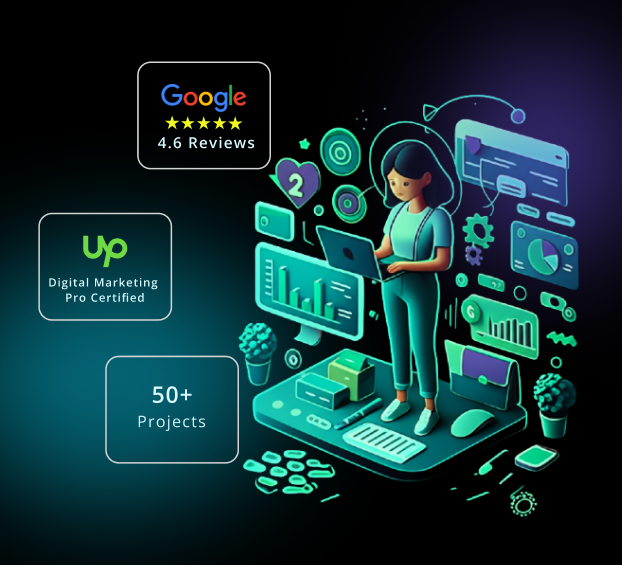 Google
4.6 Reviews
2
up
Digital Marketing
Pro Certified
G
50+
Projects